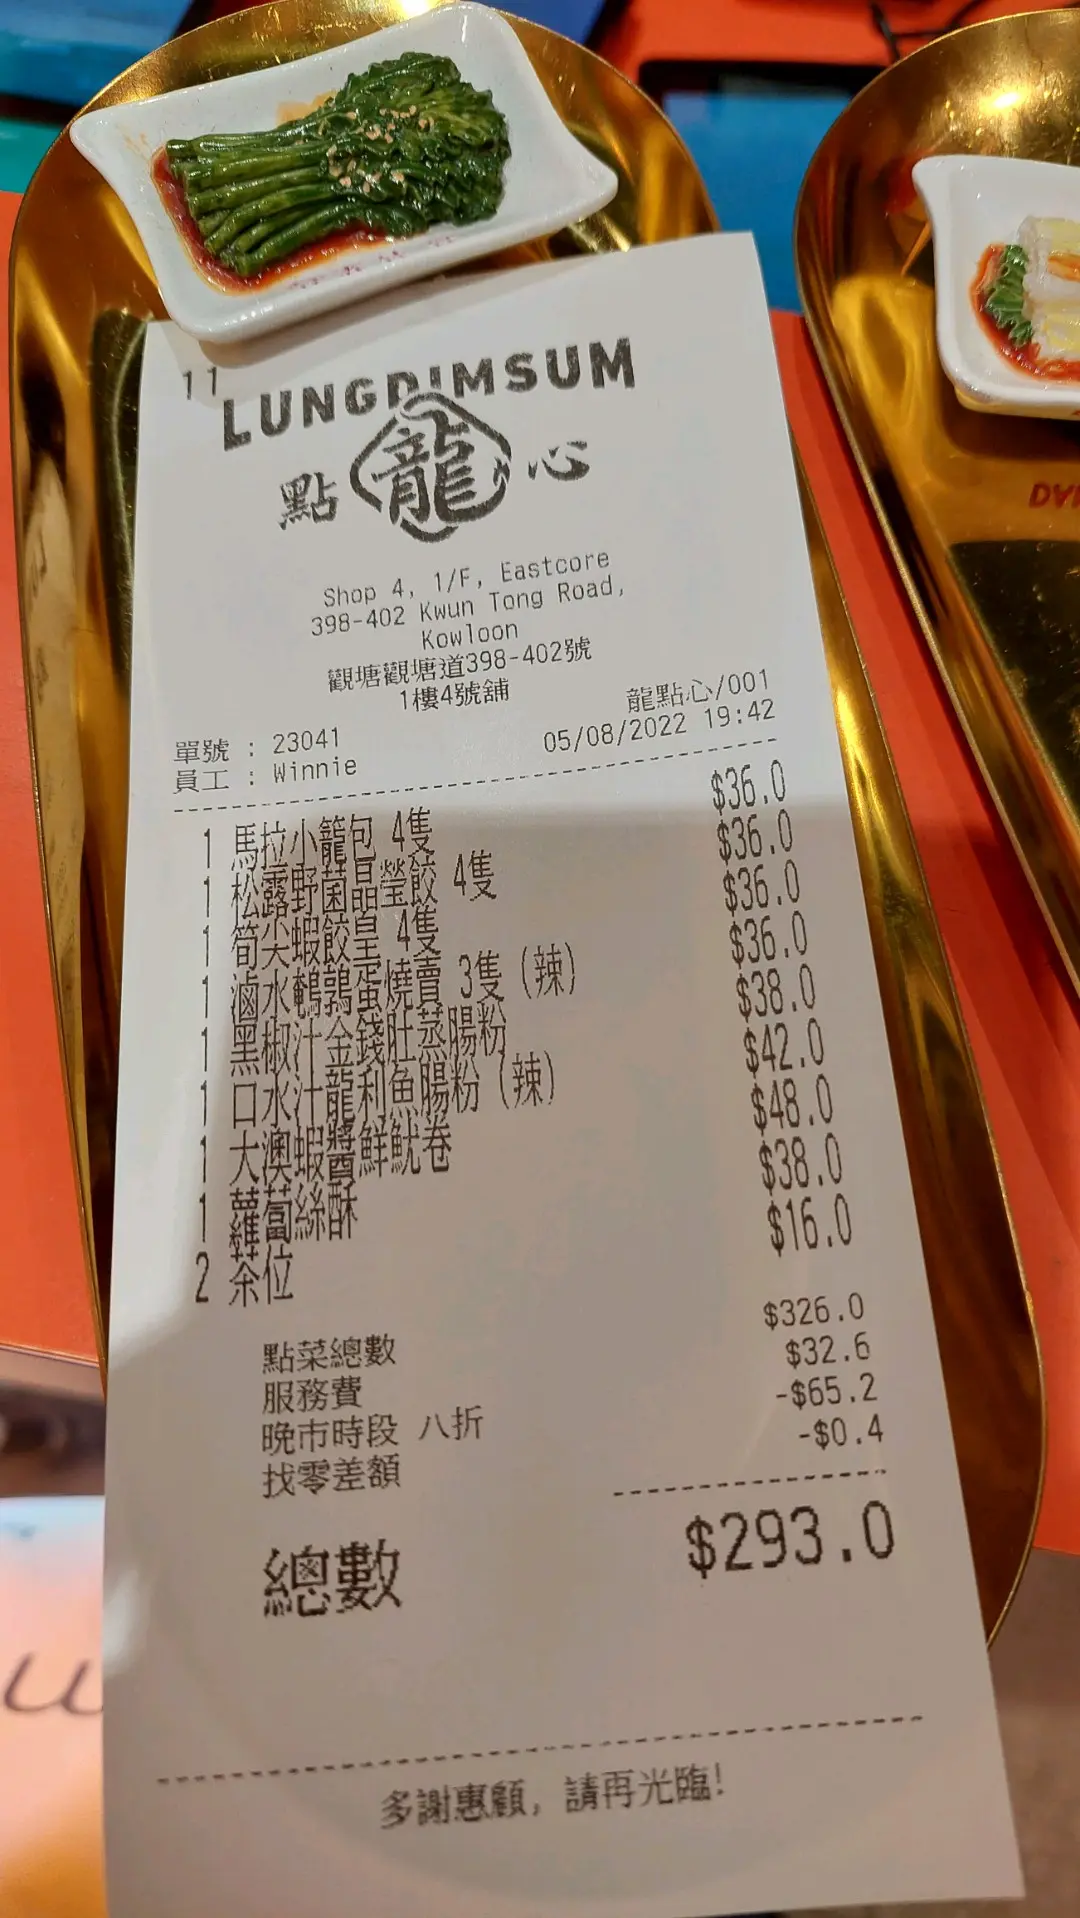 11
LUNGDIMSUM
點 龍 心
Shop 4, 1/F, Eastcore
398-402 Kwun Tong Road,
Kowloon
觀塘觀塘道398-402號
1樓4號舖
龍點心/001
單號 : 23041
05/08/2022 19:42
員工 : Winnie
1 馬拉小籠包 4隻 $36.0
1 松露野菌晶瑩餃 4隻 $36.0
1 筍尖蝦餃皇 4隻 $36.0
1 滷水鵪鶉蛋燒賣 3隻 (辣) $36.0
1 黑椒汁金錢肚蒸腸粉 $38.0
1 口水汁龍利魚腸粉 (辣) $42.0
1 大澳蝦醬鮮魷卷 $48.0
1 蘿蔔絲酥 $38.0
2 茶位 $16.0
點菜總數 $326.0
服務費 $32.6
晚市時段 八折 -$65.2
找零差額 -$0.4
總數 $293.0
多謝惠顧, 請再光臨!